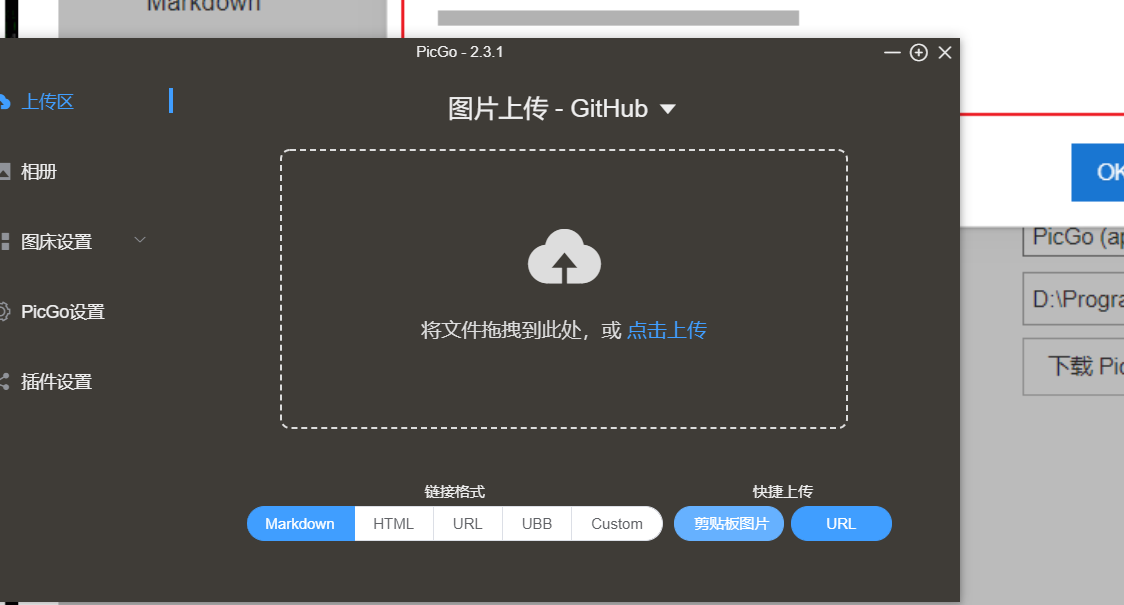 Markdown
PicGo - 2.3.1
上传区
图片上传 - GitHub
相册
OK
图床设置
PicGo (ap
D:\Progra
PicGo设置
将文件拖拽到此处，或 点击上传
下载 Pic
插件设置
链接格式
快捷上传
Markdown HTML URL UBB Custom 剪贴板图片 URL